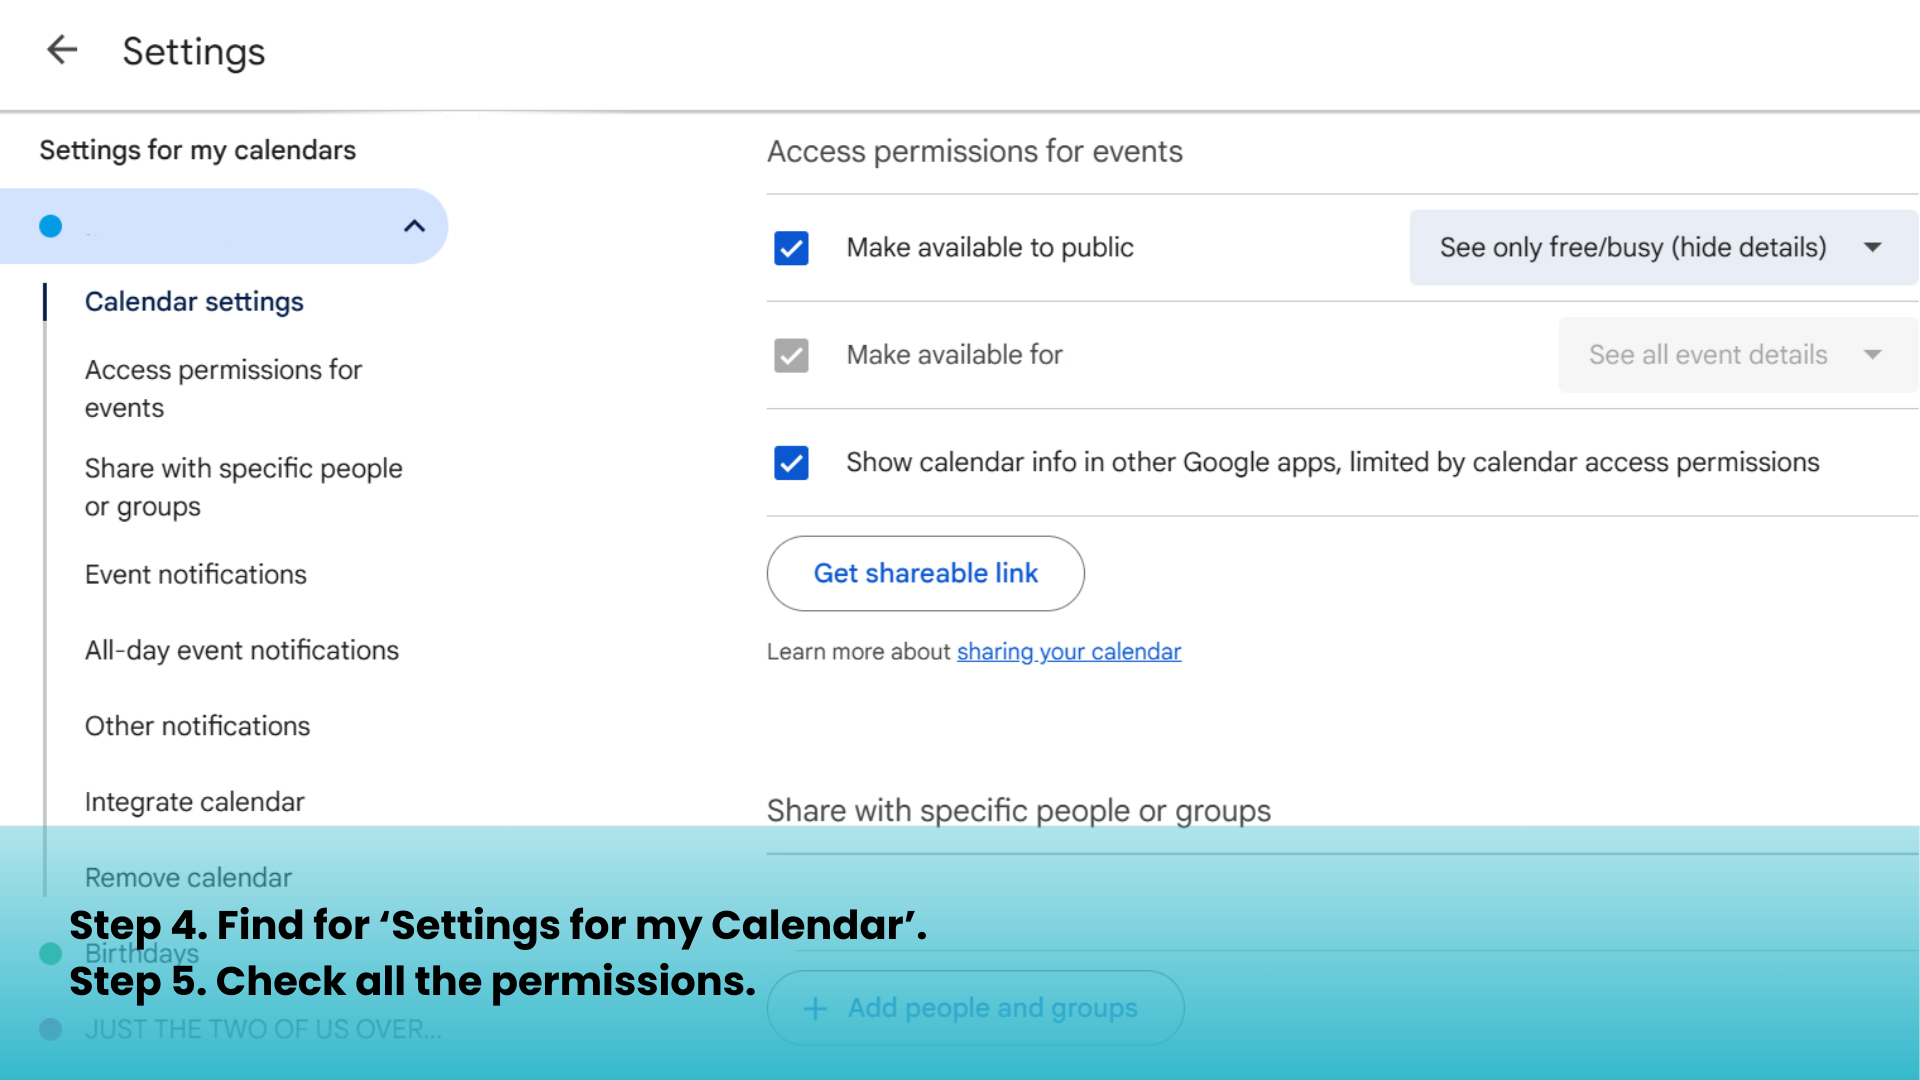 Settings
Settings for my calendars
Calendar settings
Access permissions for
events
Share with specific people
or groups
Event notifications
All-day event notifications
Other notifications
Integrate calendar
Remove calendar
Birthdays
JUST THE TWO OF US OVER...
Access permissions for events
Make available to public
See only free/busy (hide details)
Make available for
See all event details
Show calendar info in other Google apps, limited by calendar access permissions
Get shareable link
Learn more about sharing your calendar
Share with specific people or groups
+ Add people and groups
Step 4. Find for ‘Settings for my Calendar’.
Step 5. Check all the permissions.